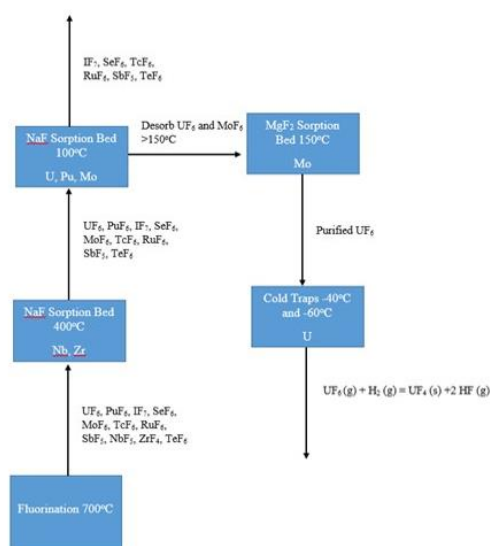 IF₇, SeF₆, TcF₆,
RuF₆, SbF₅, TeF₆
Desorb UF₆ and MoF₆
>150°C
NaF Sorption Bed
100°C
U, Pu, Mo
MgF₂ Sorption
Bed 150°C
Mo
UF₆, PuF₆, IF₇, SeF₆,
MoF₆, TcF₆, RuF₆,
SbF₅, TeF₆
Purified UF₆
NaF Sorption Bed
400°C
Nb, Zr
Cold Traps -40°C
and -60°C
U
UF₆ (g) + H₂ (g) = UF₄ (s) +2 HF (g)
UF₆, PuF₆, IF₇, SeF₆,
MoF₆, TcF₆, RuF₆,
SbF₅, NbF₅, ZrF₄, TeF₆
Fluorination 700°C